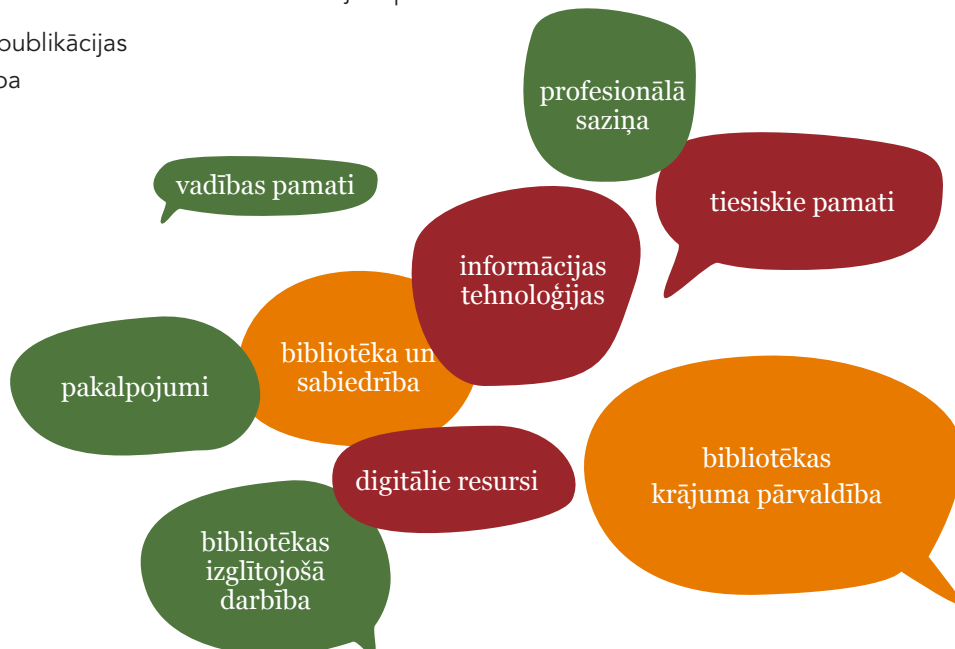 publikācijas
profesionālā
saziņa
vadības pamati
tiesiskie pamati
informācijas
tehnoloģijas
bibliotēka un
sabiedrība
pakalpojumi
bibliotēkas
krājuma pārvaldība
digitālie resursi
bibliotēkas
izglītojošā
darbība